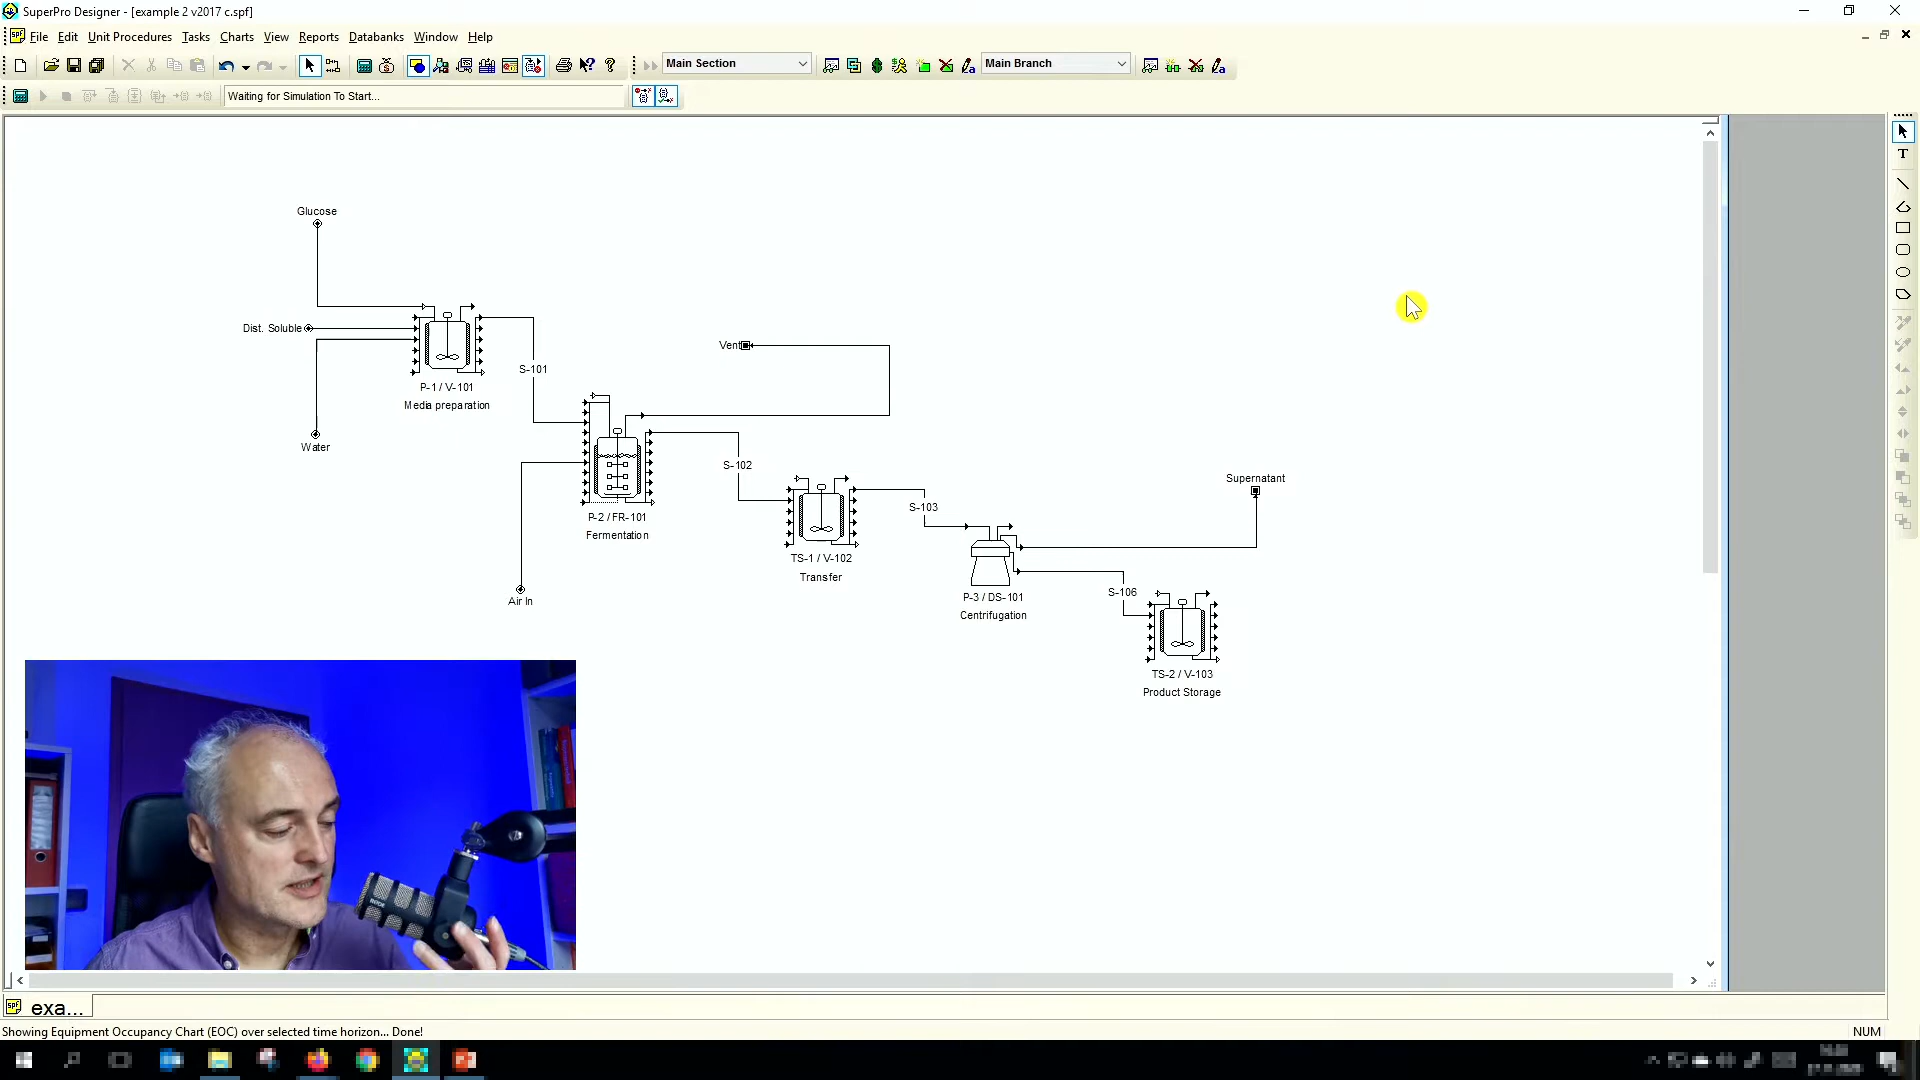 SuperPro Designer - [example 2 v2017 c.spf]
File Edit Unit Procedures Tasks Charts View Reports Databanks Window Help
Main Section
Main Branch
Waiting for Simulation To Start...
Glucose
Dist. Soluble
Water
P-1 / V-101
Media preparation
S-101
Vent
P-2 / FR-101
Fermentation
Air In
S-102
TS-1 / V-102
Transfer
S-103
P-3 / DS-101
Centrifugation
Supernatant
S-106
TS-2 / V-103
Product Storage
RODE
exa...
Showing Equipment Occupancy Chart (EOC) over selected time horizon... Done!
NUM